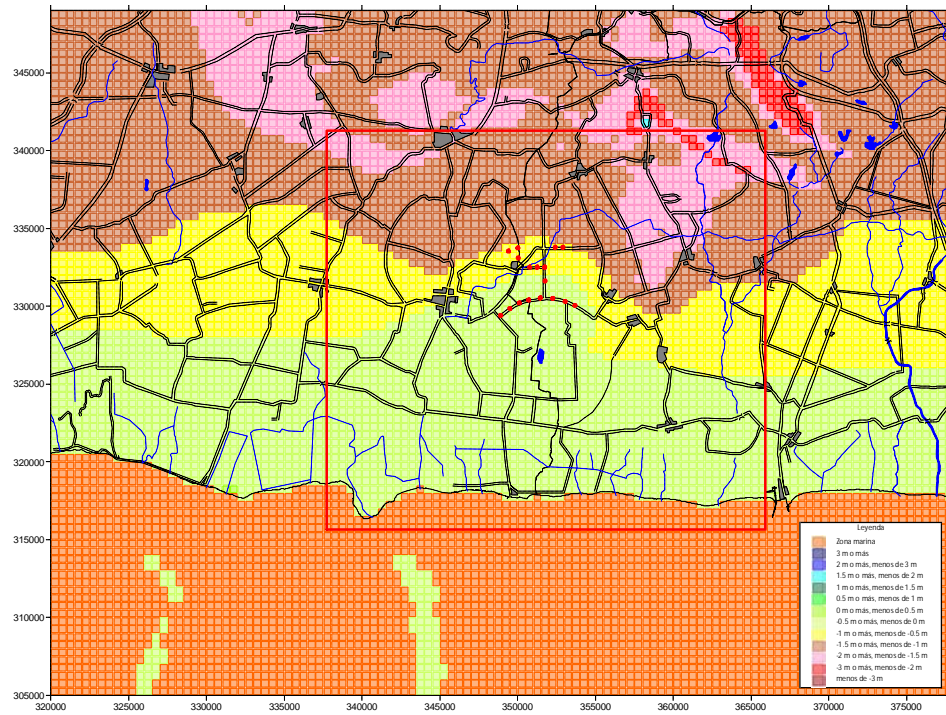 345000
340000
335000
330000
325000
320000
315000
310000
305000
320000
325000
330000
335000
340000
345000
350000
355000
360000
365000
370000
375000
Leyenda
Zona marina
3 m o más
2 m o más, menos de 3 m
1.5 m o más, menos de 2 m
1 m o más, menos de 1.5 m
0.5 m o más, menos de 1 m
0 m o más, menos de 0.5 m
-0.5 m o más, menos de 0 m
-1 m o más, menos de -0.5 m
-1.5 m o más, menos de -1 m
-2 m o más, menos de -1.5 m
-3 m o más, menos de -2 m
menos de -3 m